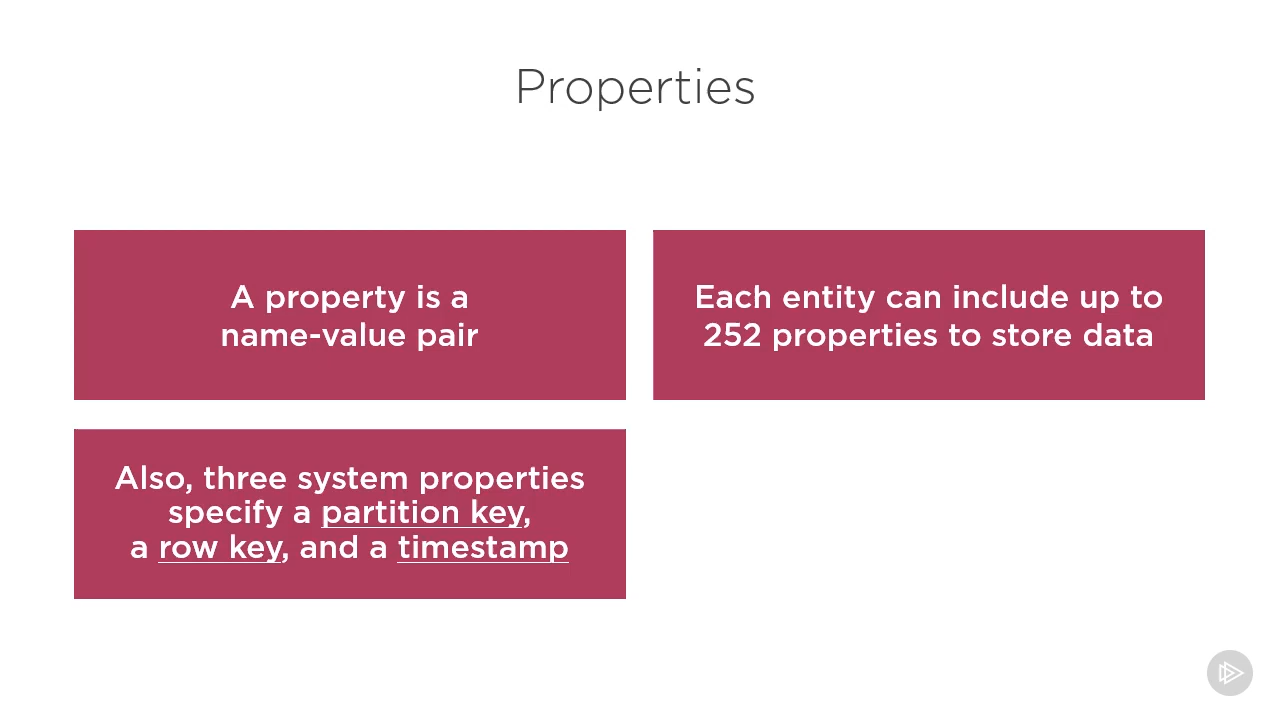 Properties
A property is a
name-value pair
Each entity can include up to
252 properties to store data
Also, three system properties
specify a partition key,
a row key, and a timestamp